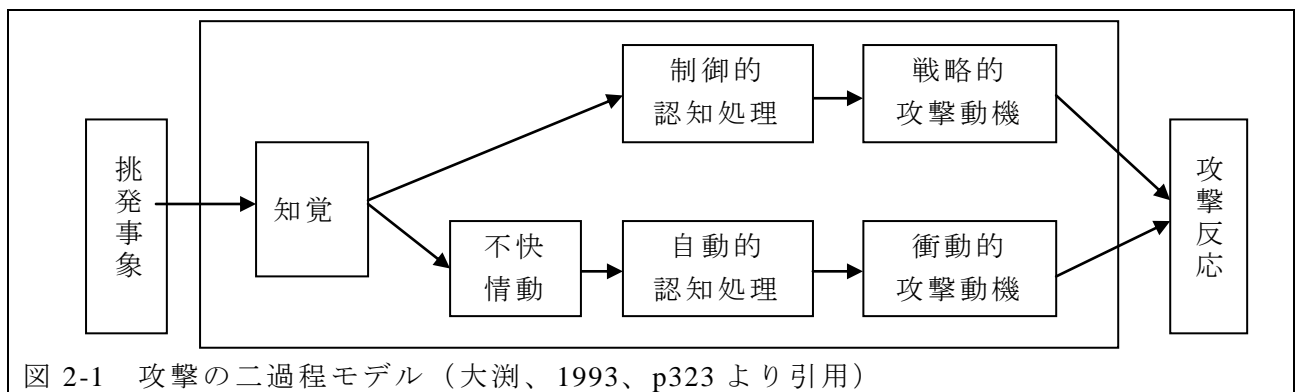 挑発事象
知覚
制御的
認知処理
戦略的
攻撃動機
不快
情動
自動的
認知処理
衝動的
攻撃動機
攻撃反応
図 2-1 攻撃の二過程モデル（大渕、1993、p323 より引用）